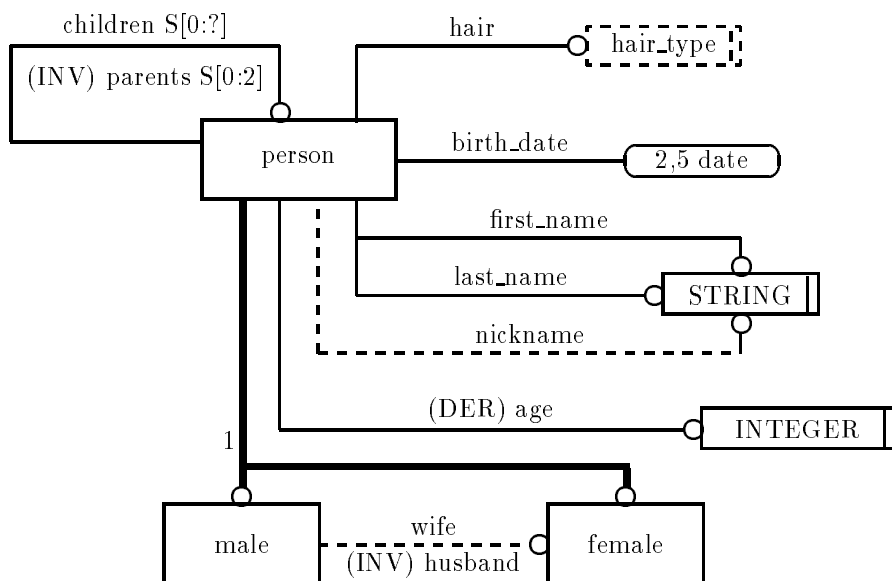 children S[0:?]
hair
hair_type
(INV) parents S[0:2]
person
birth_date
2,5 date
first_name
last_name
STRING
nickname
(DER) age
INTEGER
1
male
wife
(INV) husband
female